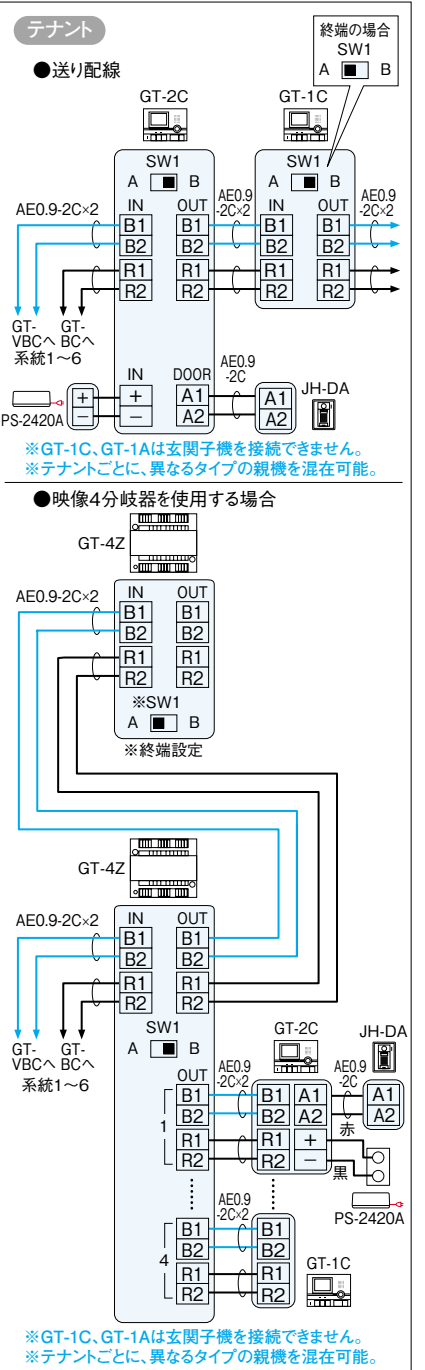 テナント
終端の場合
SW1
A B
●送り配線
GT-2C
GT-1C
SW1
A B
SW1
A B
AE0.9-2C×2
IN
OUT
AE0.9
-2C×2
IN
OUT
AE0.9
-2C×2
B1
B1
B1
B1
B2
B2
B2
B2
R1
R1
R1
R1
R2
R2
R2
R2
GT-
VBCへ
GT-
BCへ
系統1～6
IN
DOOR
AE0.9
-2C
JH-DA
PS-2420A
+
−
+
−
A1
A2
A1
A2
※GT-1C、GT-1Aは玄関子機を接続できません。
※テナントごとに、異なるタイプの親機を混在可能。
●映像4分岐器を使用する場合
GT-4Z
AE0.9-2C×2
IN
OUT
B1
B1
B2
B2
R1
R1
R2
R2
※SW1
A B
※終端設定
GT-4Z
AE0.9-2C×2
IN
OUT
B1
B1
B2
B2
R1
R1
R2
R2
SW1
A B
GT-
VBCへ
GT-
BCへ
系統1～6
GT-2C
JH-DA
OUT
AE0.9
-2C×2
AE0.9
-2C
1
B1
B2
R1
R2
B1
A1
B2
A2
R1
+
R2
−
A1
A2
赤
黒
PS-2420A
AE0.9
-2C×2
4
B1
B2
R1
R2
B1
B2
R1
R2
GT-1C
※GT-1C、GT-1Aは玄関子機を接続できません。
※テナントごとに、異なるタイプの親機を混在可能。